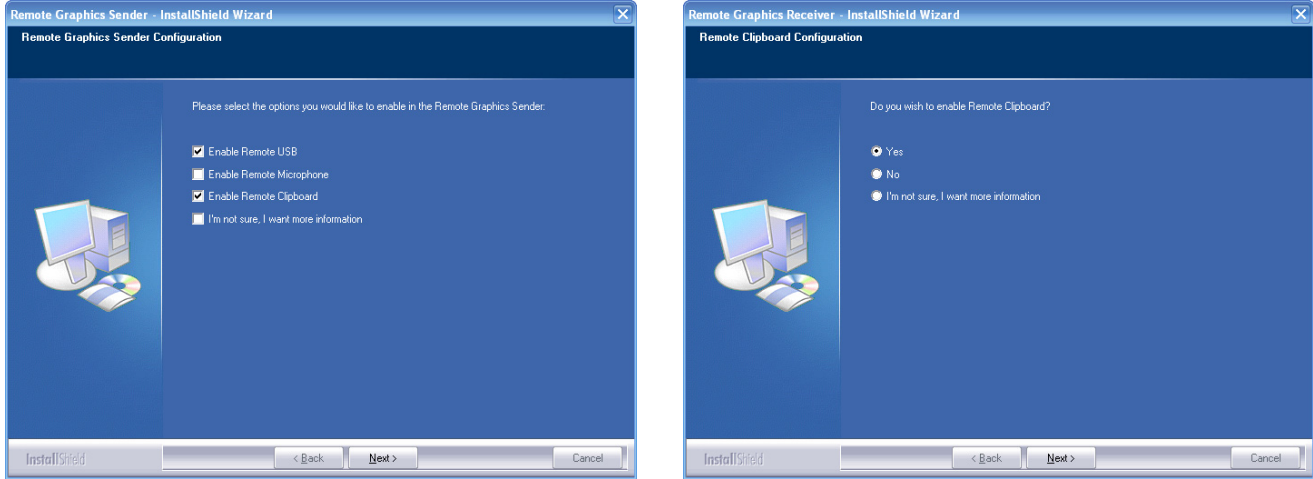 Remote Graphics Sender - InstallShield Wizard
Remote Graphics Sender Configuration
Please select the options you would like to enable in the Remote Graphics Sender:
Enable Remote USB
Enable Remote Microphone
Enable Remote Clipboard
I'm not sure, I want more information
InstallShield
< Back
Next >
Cancel
Remote Graphics Receiver - InstallShield Wizard
Remote Clipboard Configuration
Do you wish to enable Remote Clipboard?
Yes
No
I'm not sure, I want more information
InstallShield
< Back
Next >
Cancel